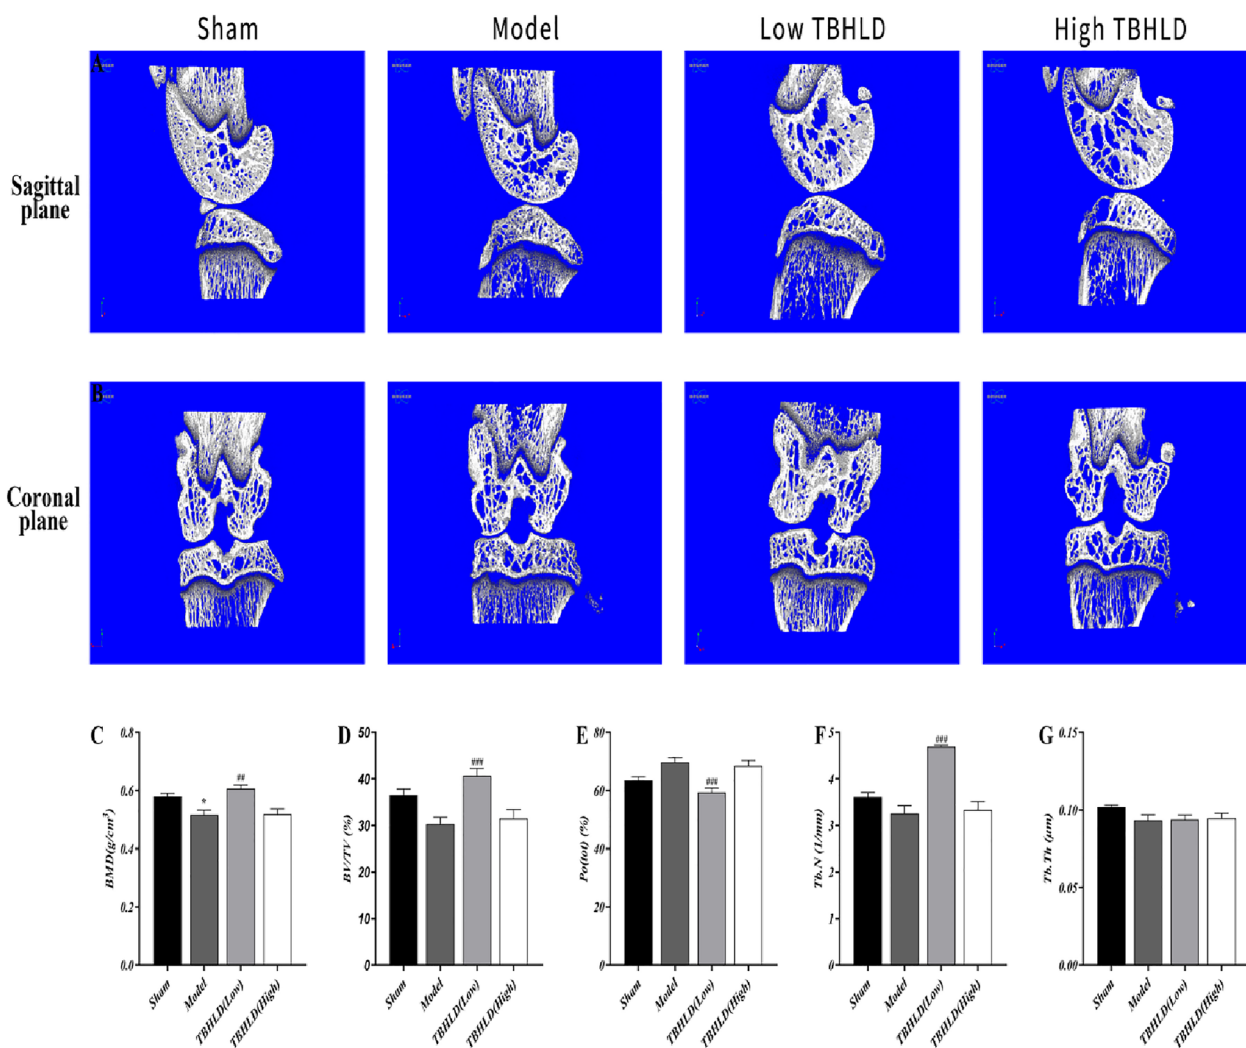 Sham Model Low TBHLD High TBHLD
A
Sagittal
plane
B
Coronal
plane
C
BMD(g/cm³)
0.8
0.6
0.4
0.2
0.0
*
##
Sham
Model
TBHLD(Low)
TBHLD(High)
D
BV/TV (%)
50
40
30
20
10
0
###
Sham
Model
TBHLD(Low)
TBHLD(High)
E
Po(tot) (%)
80
60
40
20
0
###
Sham
Model
TBHLD(Low)
TBHLD(High)
F
Tb.N (1/mm)
5
4
3
2
1
0
###
Sham
Model
TBHLD(Low)
TBHLD(High)
G
Tb.Th (μm)
0.15
0.10
0.05
0.00
Sham
Model
TBHLD(Low)
TBHLD(High)